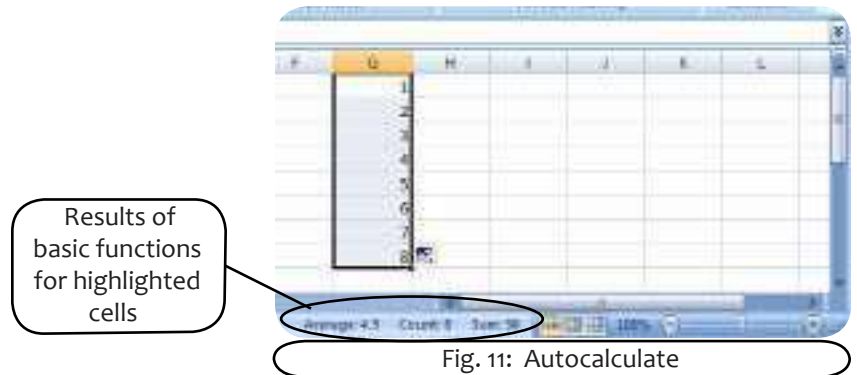 F G H I J K L
1
2
3
4
5
6
7
8
Results of
basic functions
for highlighted
cells
Average: 4.5 Count: 8 Sum: 36 100%
Fig. 11: Autocalculate